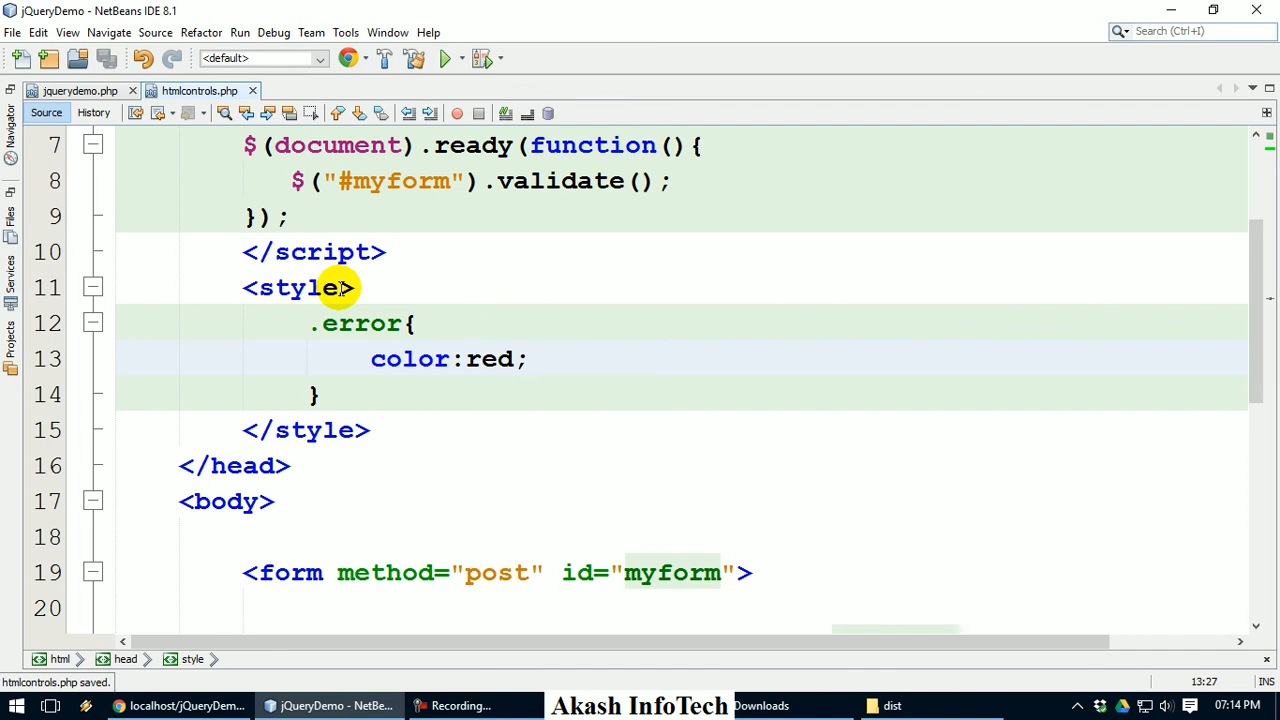 jQueryDemo - NetBeans IDE 8.1
File Edit View Navigate Source Refactor Run Debug Team Tools Window Help
Search (Ctrl+I)
<default>
jquerydemo.php
htmlcontrols.php
Source History
Navigator
Files
Services
Projects
7 $(document).ready(function(){
8 $("#myform").validate();
9 });
10 </script>
11 <style>
12 .error{
13 color:red;
14 }
15 </style>
16 </head>
17 <body>
18
19 <form method="post" id="myform">
20
html head style
htmlcontrols.php saved.
13:27 INS
localhost/jQueryDem...
jQueryDemo - NetBe...
Recording...
Akash InfoTech
Downloads
dist
07:14 PM